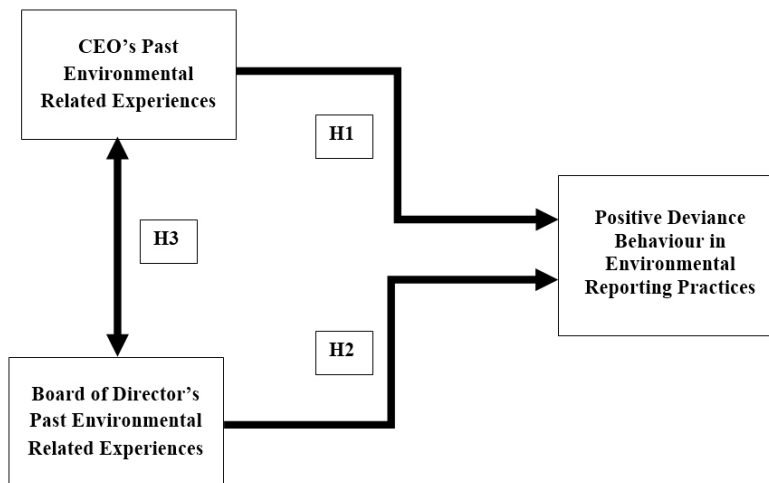 CEO's Past
Environmental
Related Experiences
H1
H3
Positive Deviance
Behaviour in
Environmental
Reporting Practices
H2
Board of Director's
Past Environmental
Related Experiences